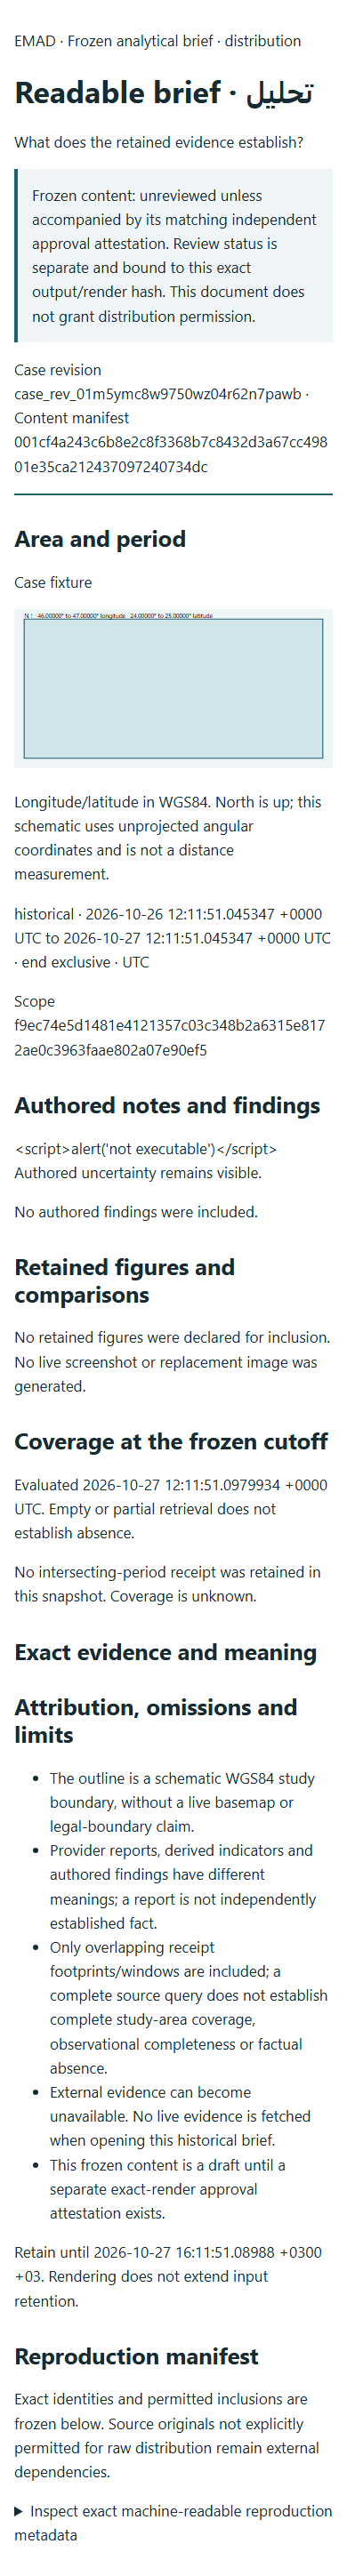 EMAD · Frozen analytical brief · distribution
Readable brief · تحليل
What does the retained evidence establish?
Frozen content: unreviewed unless
accompanied by its matching independent
approval attestation. Review status is
separate and bound to this exact
output/render hash. This document does
not grant distribution permission.
Case revision
case_rev_01m5ymc8w9750wz04r62n7pawb ·
Content manifest
001cf4a243c6b8e2c8f3368b7c8432d3a67cc498
01e35ca212437097240734dc
Area and period
Case fixture
N ↑ · 46.00000° to 47.00000° longitude · 24.00000° to 25.00000° latitude
Longitude/latitude in WGS84. North is up; this
schematic uses unprojected angular
coordinates and is not a distance
measurement.
historical · 2026-10-26 12:11:51.045347 +0000
UTC to 2026-10-27 12:11:51.045347 +0000 UTC
· end exclusive · UTC
Scope
f9ec74e5d1481e4121357c03c348b2a6315e817
2ae0c3963faae802a07e90ef5
Authored notes and findings
<script>alert('not executable')</script>
Authored uncertainty remains visible.
No authored findings were included.
Retained figures and
comparisons
No retained figures were declared for inclusion.
No live screenshot or replacement image was
generated.
Coverage at the frozen cutoff
Evaluated 2026-10-27 12:11:51.0979934 +0000
UTC. Empty or partial retrieval does not
establish absence.
No intersecting-period receipt was retained in
this snapshot. Coverage is unknown.
Exact evidence and meaning
Attribution, omissions and
limits
• The outline is a schematic WGS84 study
boundary, without a live basemap or
legal-boundary claim.
• Provider reports, derived indicators and
authored findings have different
meanings; a report is not independently
established fact.
• Only overlapping receipt
footprints/windows are included; a
complete source query does not establish
complete study-area coverage,
observational completeness or factual
absence.
• External evidence can become
unavailable. No live evidence is fetched
when opening this historical brief.
• This frozen content is a draft until a
separate exact-render approval
attestation exists.
Retain until 2026-10-27 16:11:51.08988 +0300
+03. Rendering does not extend input
retention.
Reproduction manifest
Exact identities and permitted inclusions are
frozen below. Source originals not explicitly
permitted for raw distribution remain external
dependencies.
▶ Inspect exact machine-readable reproduction
metadata